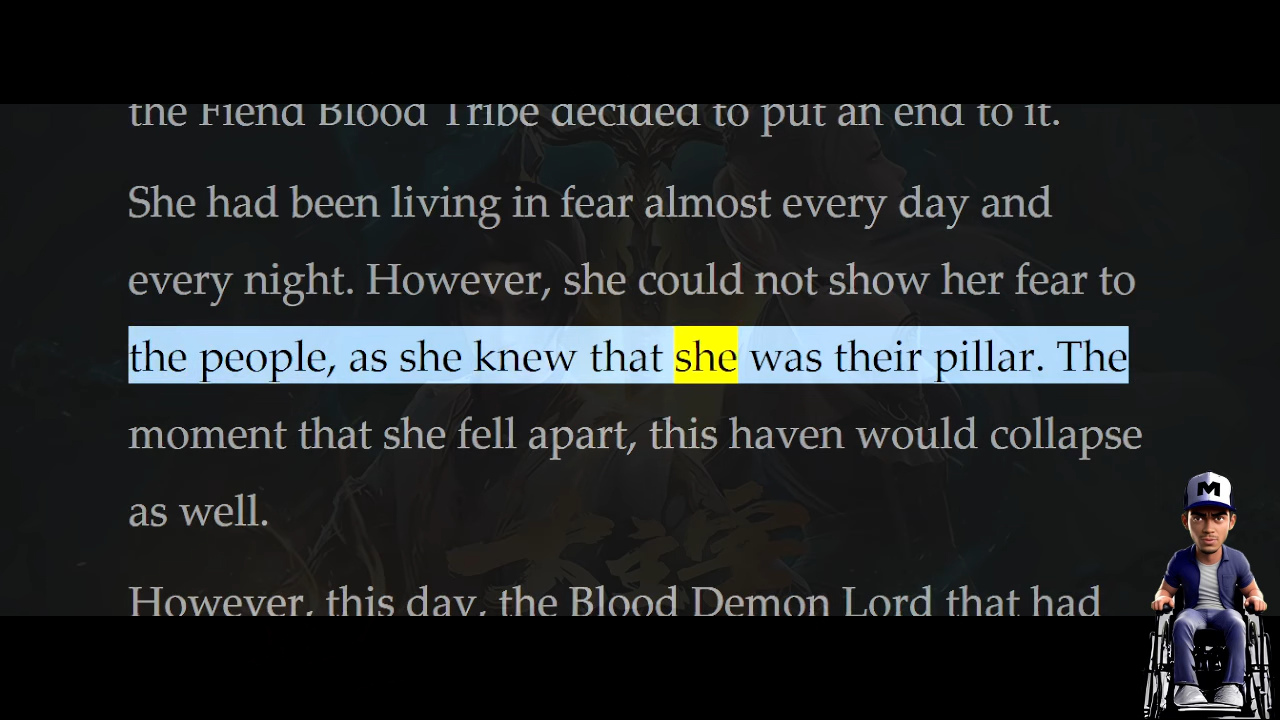 the Fiend Blood Tribe decided to put an end to it.
She had been living in fear almost every day and
every night. However, she could not show her fear to
the people, as she knew that she was their pillar. The
moment that she fell apart, this haven would collapse
as well.
However, this day, the Blood Demon Lord that had
M
大主宰